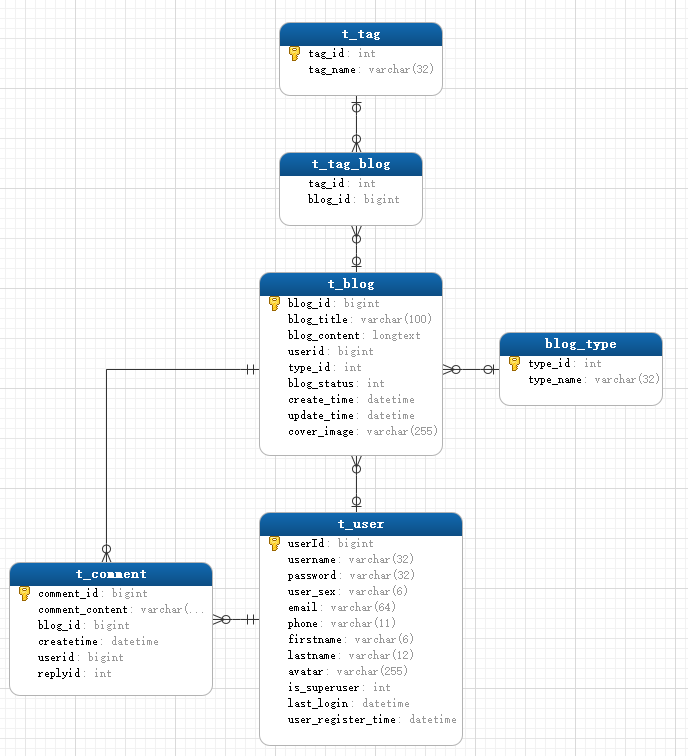 t_tag
tag_id: int
tag_name: varchar(32)
t_tag_blog
tag_id: int
blog_id: bigint
t_blog
blog_id: bigint
blog_title: varchar(100)
blog_content: longtext
userid: bigint
type_id: int
blog_status: int
create_time: datetime
update_time: datetime
cover_image: varchar(255)
blog_type
type_id: int
type_name: varchar(32)
t_user
userId: bigint
username: varchar(32)
password: varchar(32)
user_sex: varchar(6)
email: varchar(64)
phone: varchar(11)
firstname: varchar(6)
lastname: varchar(12)
avatar: varchar(255)
is_superuser: int
last_login: datetime
user_register_time: datetime
t_comment
comment_id: bigint
comment_content: varchar(...
blog_id: bigint
createtime: datetime
userid: bigint
replyid: int